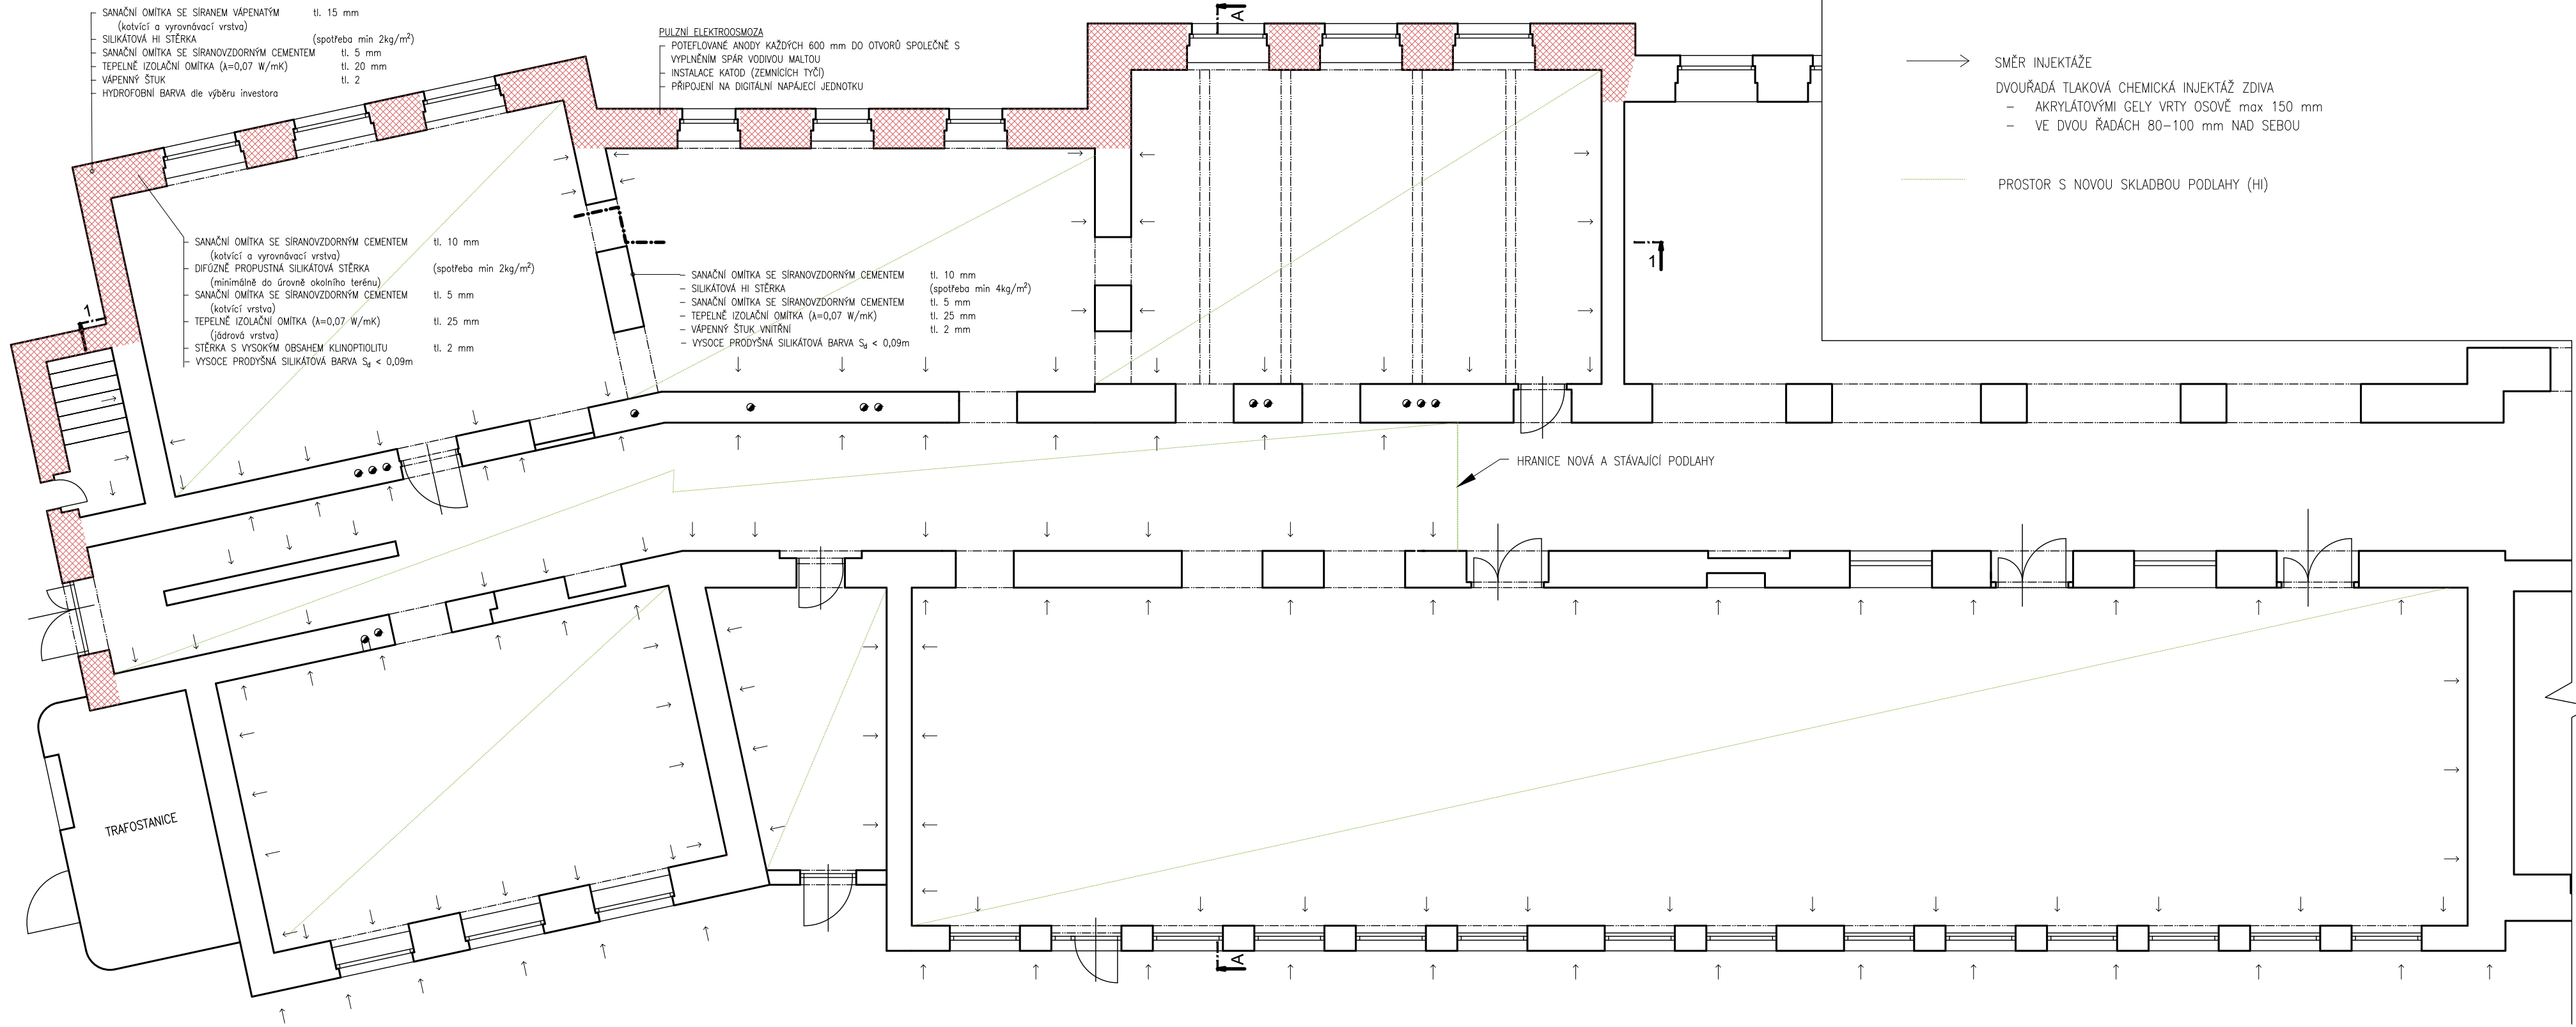 – SANAČNÍ OMÍTKA SE SÍRANEM VÁPENATÝM tl. 15 mm
(kotvící a vyrovnávací vrstva)
– SILIKÁTOVÁ HI STĚRKA (spotřeba min 2kg/m²)
– SANAČNÍ OMÍTKA SE SÍRANOVZDORNÝM CEMENTEM tl. 5 mm
– TEPELNĚ IZOLAČNÍ OMÍTKA (λ=0,07 W/mK) tl. 20 mm
– VÁPENNÝ ŠTUK tl. 2
– HYDROFOBNÍ BARVA dle výběru investora
PULZNÍ ELEKTROOSMOZA
– POTEFLOVANÉ ANODY KAŽDÝCH 600 mm DO OTVORŮ SPOLEČNĚ S
VYPLNĚNÍM SPÁR VODIVOU MALTOU
– INSTALACE KATOD (ZEMNÍCÍCH TYČÍ)
– PŘIPOJENÍ NA DIGITÁLNÍ NAPÁJECÍ JEDNOTKU
A
SMĚR INJEKTÁŽE
DVOUŘADÁ TLAKOVÁ CHEMICKÁ INJEKTÁŽ ZDIVA
– AKRYLÁTOVÝMI GELY VRTY OSOVĚ max 150 mm
– VE DVOU ŘADÁCH 80–100 mm NAD SEBOU
PROSTOR S NOVOU SKLADBOU PODLAHY (HI)
– SANAČNÍ OMÍTKA SE SÍRANOVZDORNÝM CEMENTEM tl. 10 mm
(kotvící a vyrovnávací vrstva)
– DIFÚZNĚ PROPUSTNÁ SILIKÁTOVÁ STĚRKA (spotřeba min 2kg/m²)
(minimálně do úrovně okolního terénu)
– SANAČNÍ OMÍTKA SE SÍRANOVZDORNÝM CEMENTEM tl. 5 mm
(kotvící vrstva)
– TEPELNĚ IZOLAČNÍ OMÍTKA (λ=0,07 W/mK) tl. 25 mm
(jádrová vrstva)
– STĚRKA S VYSOKÝM OBSAHEM KLINOPTIOLITU tl. 2 mm
– VYSOCE PRODYŠNÁ SILIKÁTOVÁ BARVA Sd < 0,09m
– SANAČNÍ OMÍTKA SE SÍRANOVZDORNÝM CEMENTEM tl. 10 mm
– SILIKÁTOVÁ HI STĚRKA (spotřeba min 4kg/m²)
– SANAČNÍ OMÍTKA SE SÍRANOVZDORNÝM CEMENTEM tl. 5 mm
– TEPELNĚ IZOLAČNÍ OMÍTKA (λ=0,07 W/mK) tl. 25 mm
– VÁPENNÝ ŠTUK VNITŘNÍ tl. 2 mm
– VYSOCE PRODYŠNÁ SILIKÁTOVÁ BARVA Sd < 0,09m
1
1
HRANICE NOVÁ A STÁVAJÍCÍ PODLAHY
TRAFOSTANICE
A